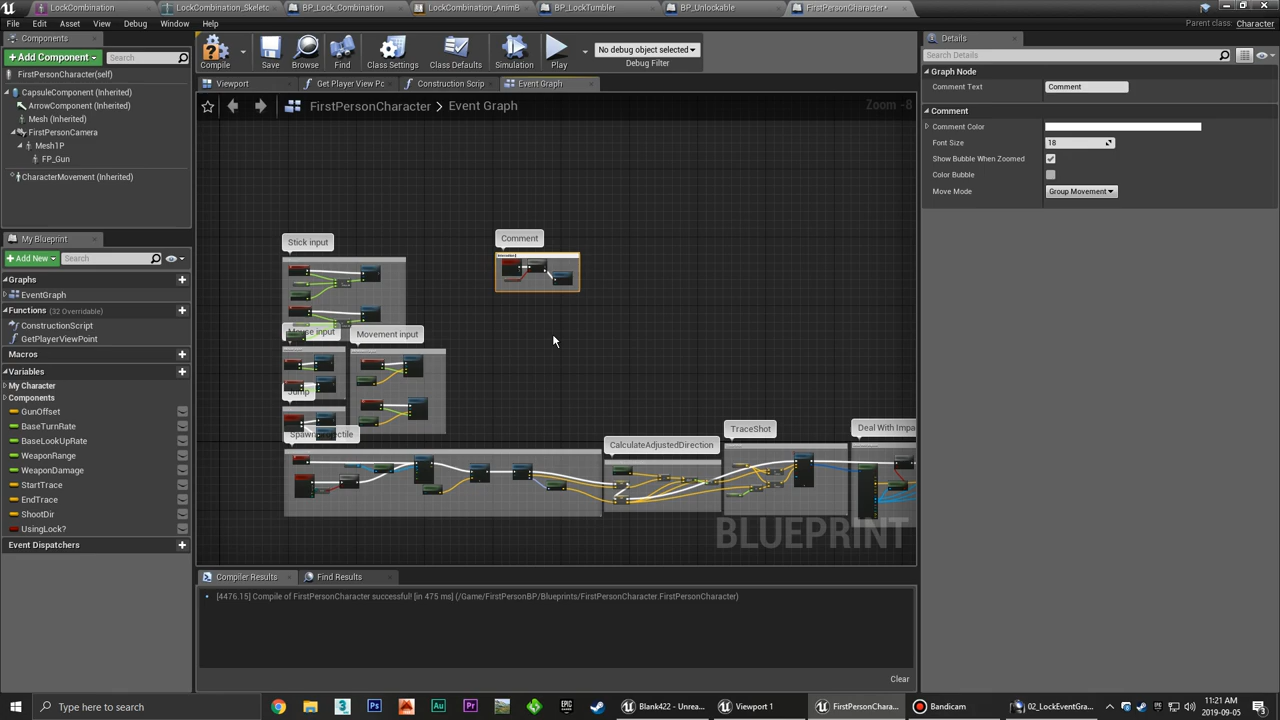 LockCombination
LockCombination_Skeletc
BP_Lock_Combination
LockCombination_AnimB
BP_LockTumbler
BP_Unlockable
FirstPersonCharacter*
File
Edit
Asset
View
Debug
Window
Help
Parent class: Character
Components
+ Add Component
Search
FirstPersonCharacter(self)
CapsuleComponent (Inherited)
ArrowComponent (Inherited)
Mesh (Inherited)
FirstPersonCamera
Mesh1P
FP_Gun
CharacterMovement (Inherited)
My Blueprint
+ Add New
Search
Graphs
EventGraph
Functions (32 Overridable)
ConstructionScript
GetPlayerViewPoint
Macros
Variables
My Character
Components
GunOffset
BaseTurnRate
BaseLookUpRate
WeaponRange
WeaponDamage
StartTrace
EndTrace
ShootDir
UsingLock?
Event Dispatchers
Compile
Save
Browse
Find
Class Settings
Class Defaults
Simulation
Play
No debug object selected
Debug Filter
Viewport
Get Player View Pc
Construction Scrip
Event Graph
FirstPersonCharacter > Event Graph
Zoom -8
Stick input
Comment
Mouse input
Movement input
Jump
Spawn projectile
CalculateAdjustedDirection
TraceShot
Deal With Impa
BLUEPRINT
Compiler Results
Find Results
[4476.15] Compile of FirstPersonCharacter successful! [in 475 ms] (/Game/FirstPersonBP/Blueprints/FirstPersonCharacter.FirstPersonCharacter)
Clear
Details
Search Details
Graph Node
Comment Text
Comment
Comment
Comment Color
Font Size
18
Show Bubble When Zoomed
Color Bubble
Move Mode
Group Movement
Type here to search
Blank422 - Unrea...
Viewport 1
FirstPersonChara...
Bandicam
02_LockEventGra...
11:21 AM
2019-09-05